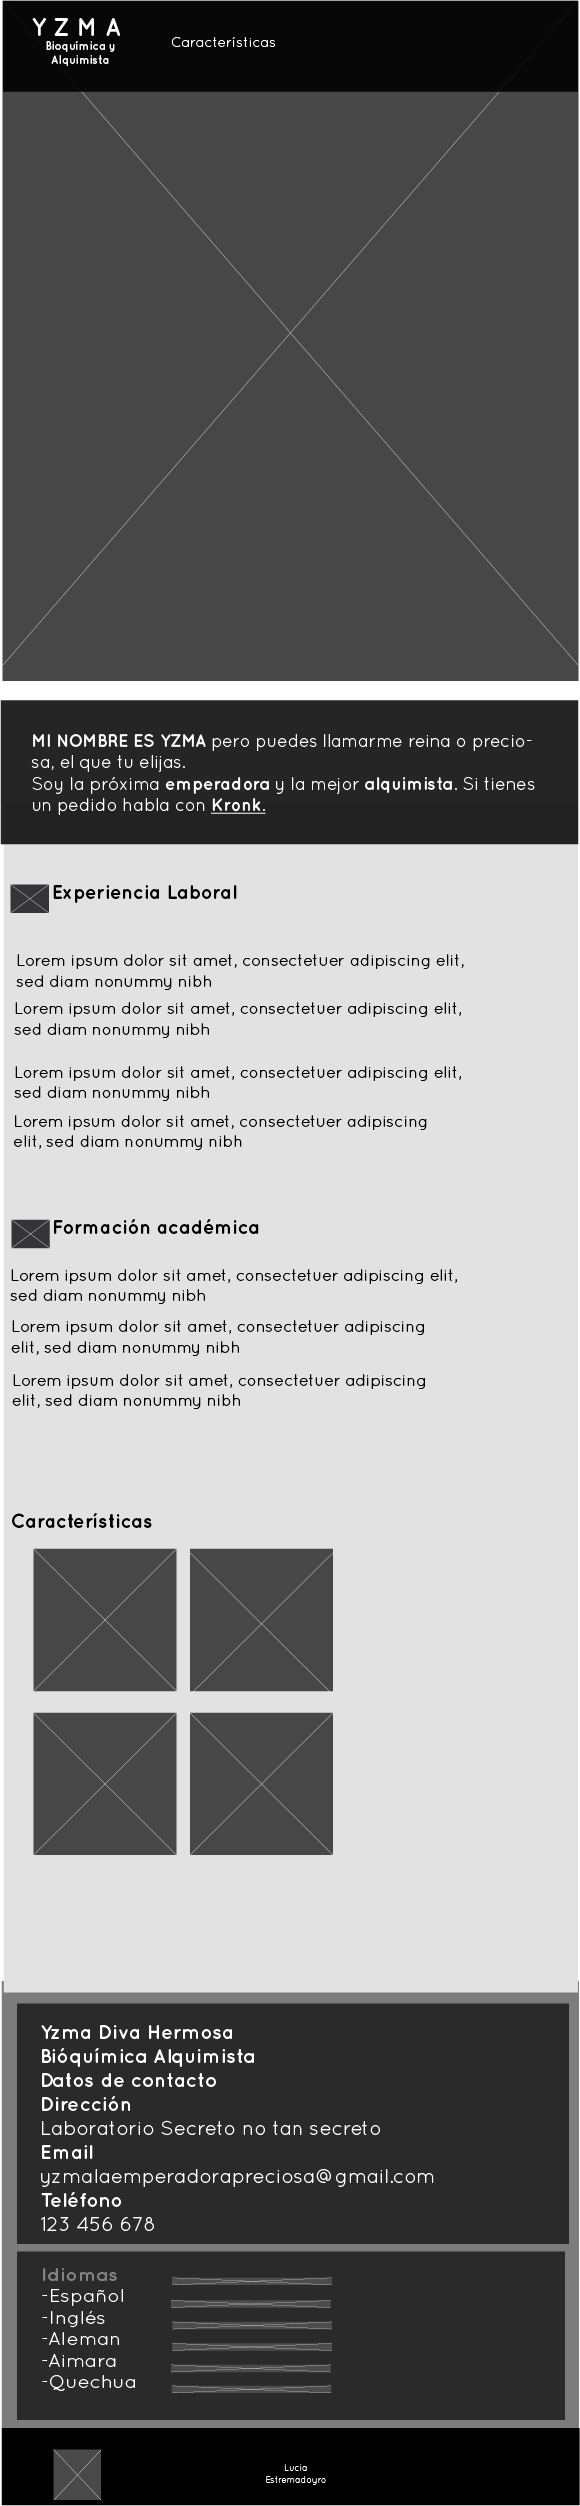 YZMA
Bioquímica y
Alquimista
Características
MI NOMBRE ES YZMA pero puedes llamarme reina o precio-
sa, el que tu elijas.
Soy la próxima emperadora y la mejor alquimista. Si tienes
un pedido habla con Kronk.
Experiencia Laboral
Lorem ipsum dolor sit amet, consectetuer adipiscing elit,
sed diam nonummy nibh
Lorem ipsum dolor sit amet, consectetuer adipiscing elit,
sed diam nonummy nibh
Lorem ipsum dolor sit amet, consectetuer adipiscing elit,
sed diam nonummy nibh
Lorem ipsum dolor sit amet, consectetuer adipiscing
elit, sed diam nonummy nibh
Formación académica
Lorem ipsum dolor sit amet, consectetuer adipiscing elit,
sed diam nonummy nibh
Lorem ipsum dolor sit amet, consectetuer adipiscing
elit, sed diam nonummy nibh
Lorem ipsum dolor sit amet, consectetuer adipiscing
elit, sed diam nonummy nibh
Características
Yzma Diva Hermosa
Bióquímica Alquimista
Datos de contacto
Dirección
Laboratorio Secreto no tan secreto
Email
yzmalaemperadorapreciosa@gmail.com
Teléfono
123 456 678
Idiomas
-Español
-Inglés
-Aleman
-Aimara
-Quechua
Lucia
Estremadoyro